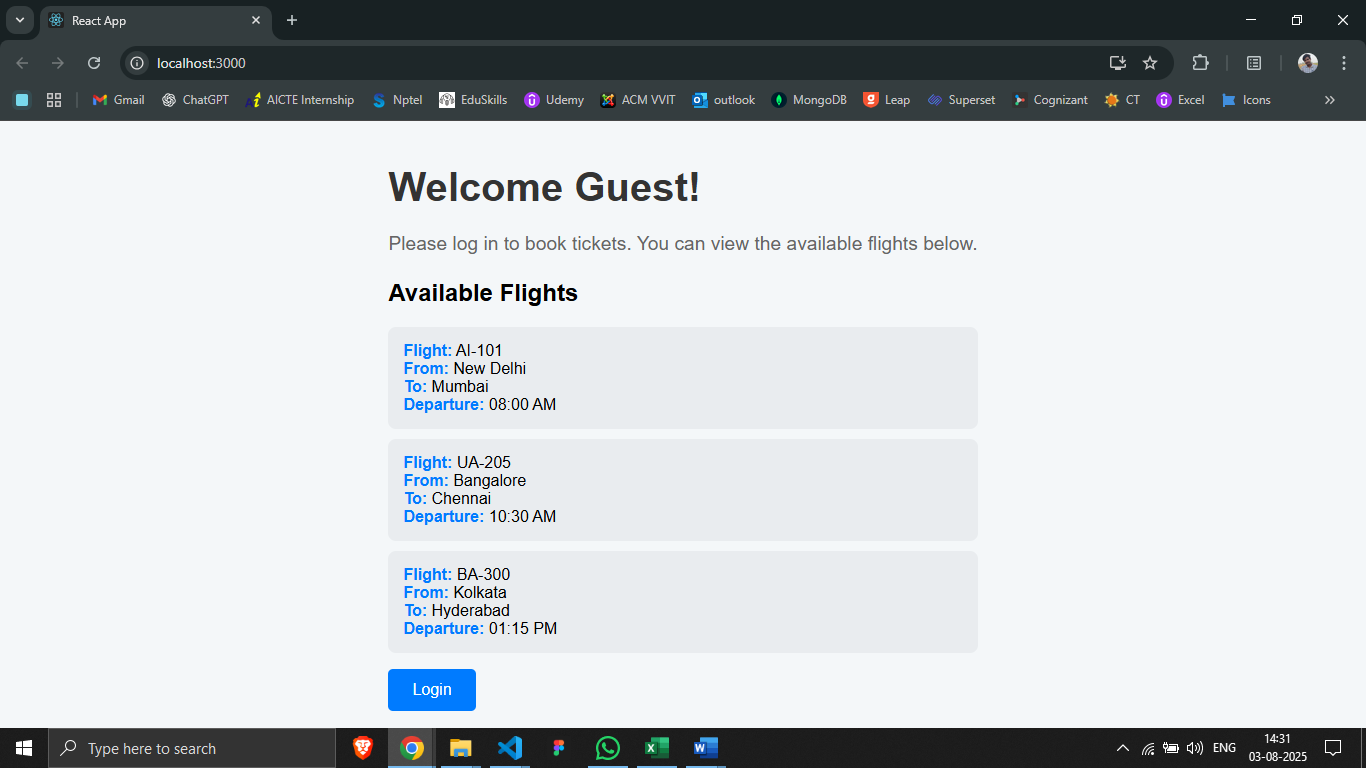 React App
localhost:3000
Gmail
ChatGPT
AICTE Internship
Nptel
EduSkills
Udemy
ACM VVIT
outlook
MongoDB
Leap
Superset
Cognizant
CT
Excel
Icons
Welcome Guest!
Please log in to book tickets. You can view the available flights below.
Available Flights
Flight: AI-101
From: New Delhi
To: Mumbai
Departure: 08:00 AM
Flight: UA-205
From: Bangalore
To: Chennai
Departure: 10:30 AM
Flight: BA-300
From: Kolkata
To: Hyderabad
Departure: 01:15 PM
Login
Type here to search
ENG
14:31
03-08-2025